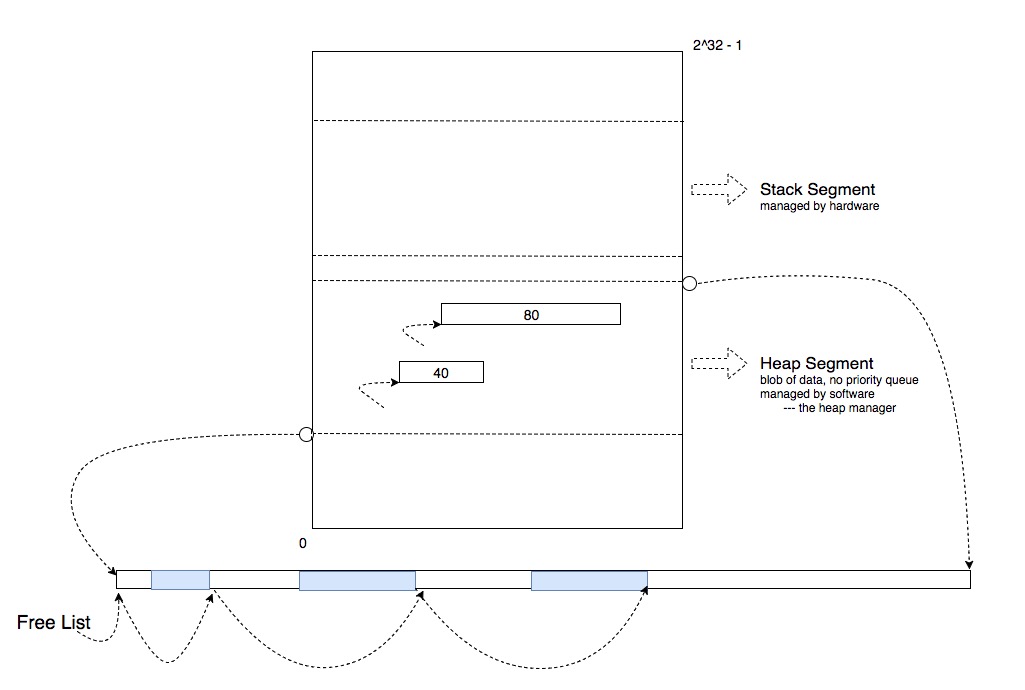 2^32 - 1
Stack Segment
managed by hardware
80
Heap Segment
blob of data, no priority queue
managed by software
--- the heap manager
40
0
Free List